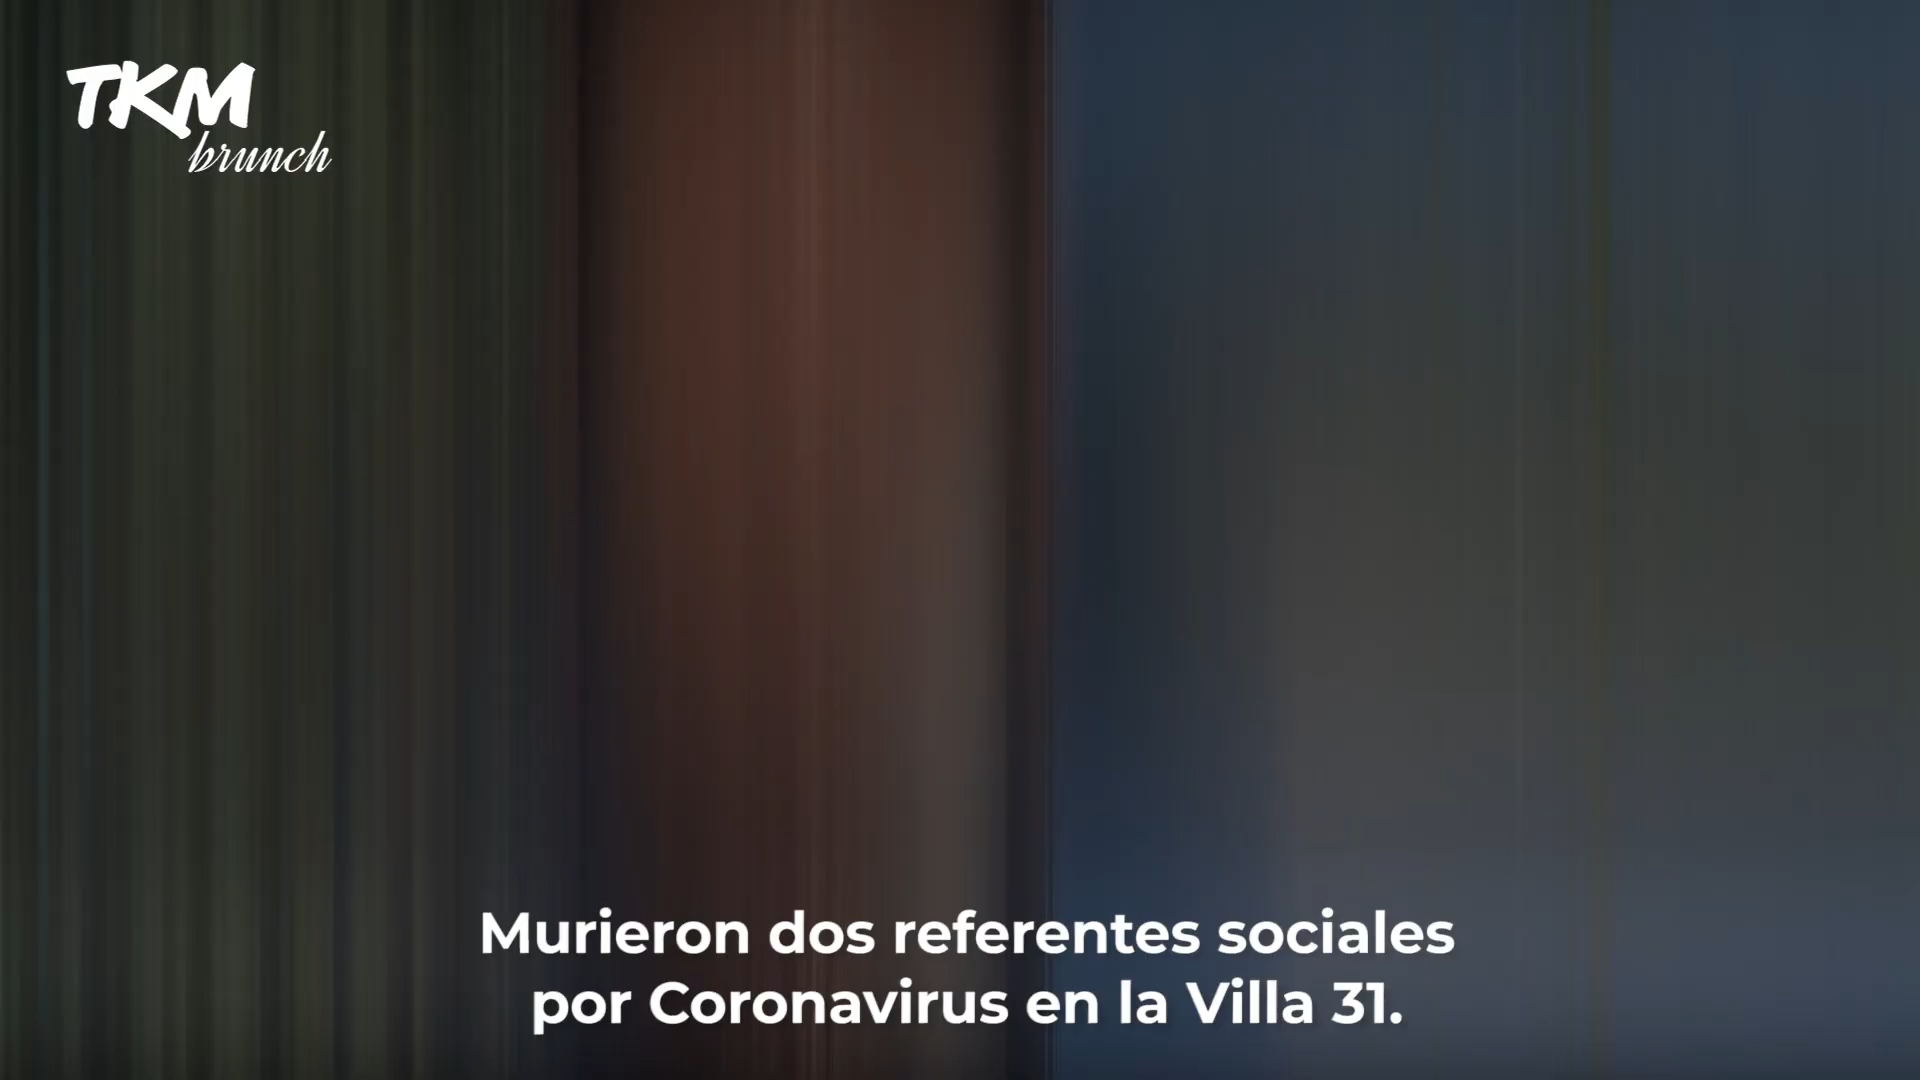 TKM
brunch
Murieron dos referentes sociales
por Coronavirus en la Villa 31.